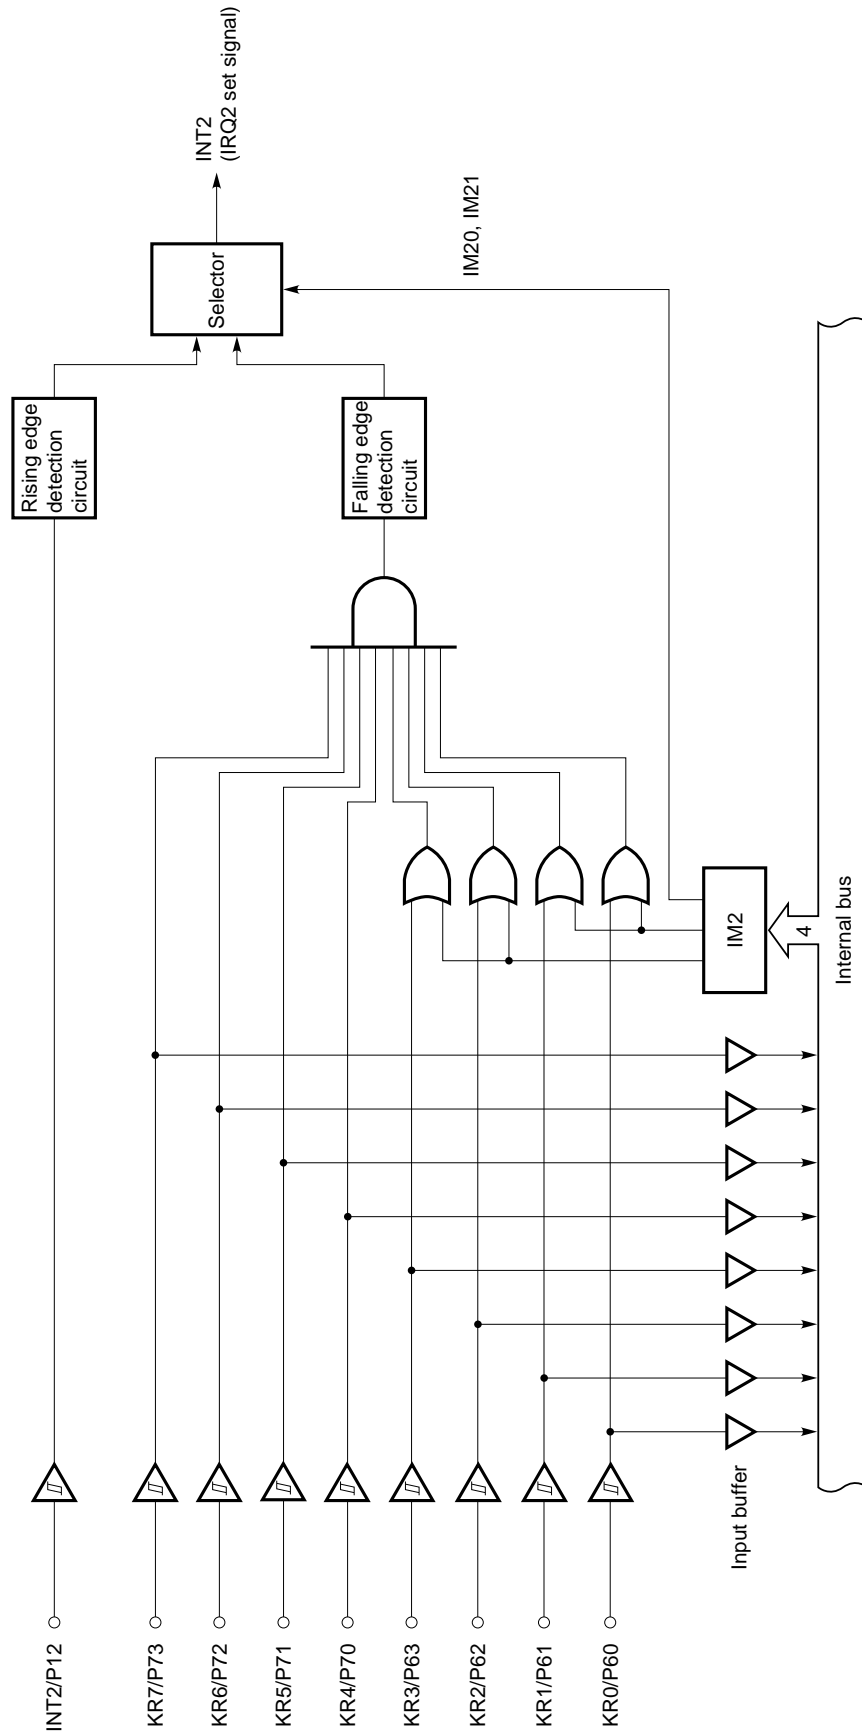 INT2/P12
KR7/P73
KR6/P72
KR5/P71
KR4/P70
KR3/P63
KR2/P62
KR1/P61
KR0/P60
Input buffer
Rising edge
detection
circuit
Falling edge
detection
circuit
Selector
INT2
(IRQ2 set signal)
IM20, IM21
IM2
4
Internal bus